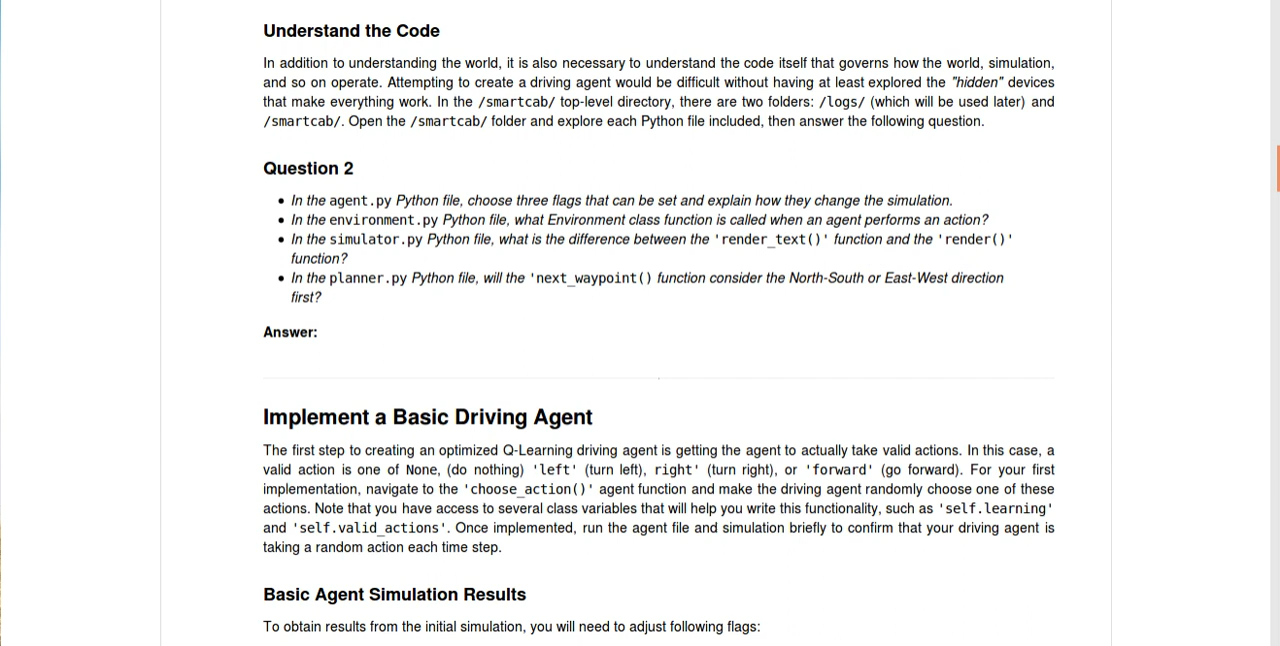 Understand the Code
In addition to understanding the world, it is also necessary to understand the code itself that governs how the world, simulation,
and so on operate. Attempting to create a driving agent would be difficult without having at least explored the "hidden" devices
that make everything work. In the /smartcab/ top-level directory, there are two folders: /logs/ (which will be used later) and
/smartcab/. Open the /smartcab/ folder and explore each Python file included, then answer the following question.
Question 2
• In the agent.py Python file, choose three flags that can be set and explain how they change the simulation.
• In the environment.py Python file, what Environment class function is called when an agent performs an action?
• In the simulator.py Python file, what is the difference between the 'render_text()' function and the 'render()'
function?
• In the planner.py Python file, will the 'next_waypoint() function consider the North-South or East-West direction
first?
Answer:
Implement a Basic Driving Agent
The first step to creating an optimized Q-Learning driving agent is getting the agent to actually take valid actions. In this case, a
valid action is one of None, (do nothing) 'left' (turn left), right' (turn right), or 'forward' (go forward). For your first
implementation, navigate to the 'choose_action()' agent function and make the driving agent randomly choose one of these
actions. Note that you have access to several class variables that will help you write this functionality, such as 'self.learning'
and 'self.valid_actions'. Once implemented, run the agent file and simulation briefly to confirm that your driving agent is
taking a random action each time step.
Basic Agent Simulation Results
To obtain results from the initial simulation, you will need to adjust following flags: